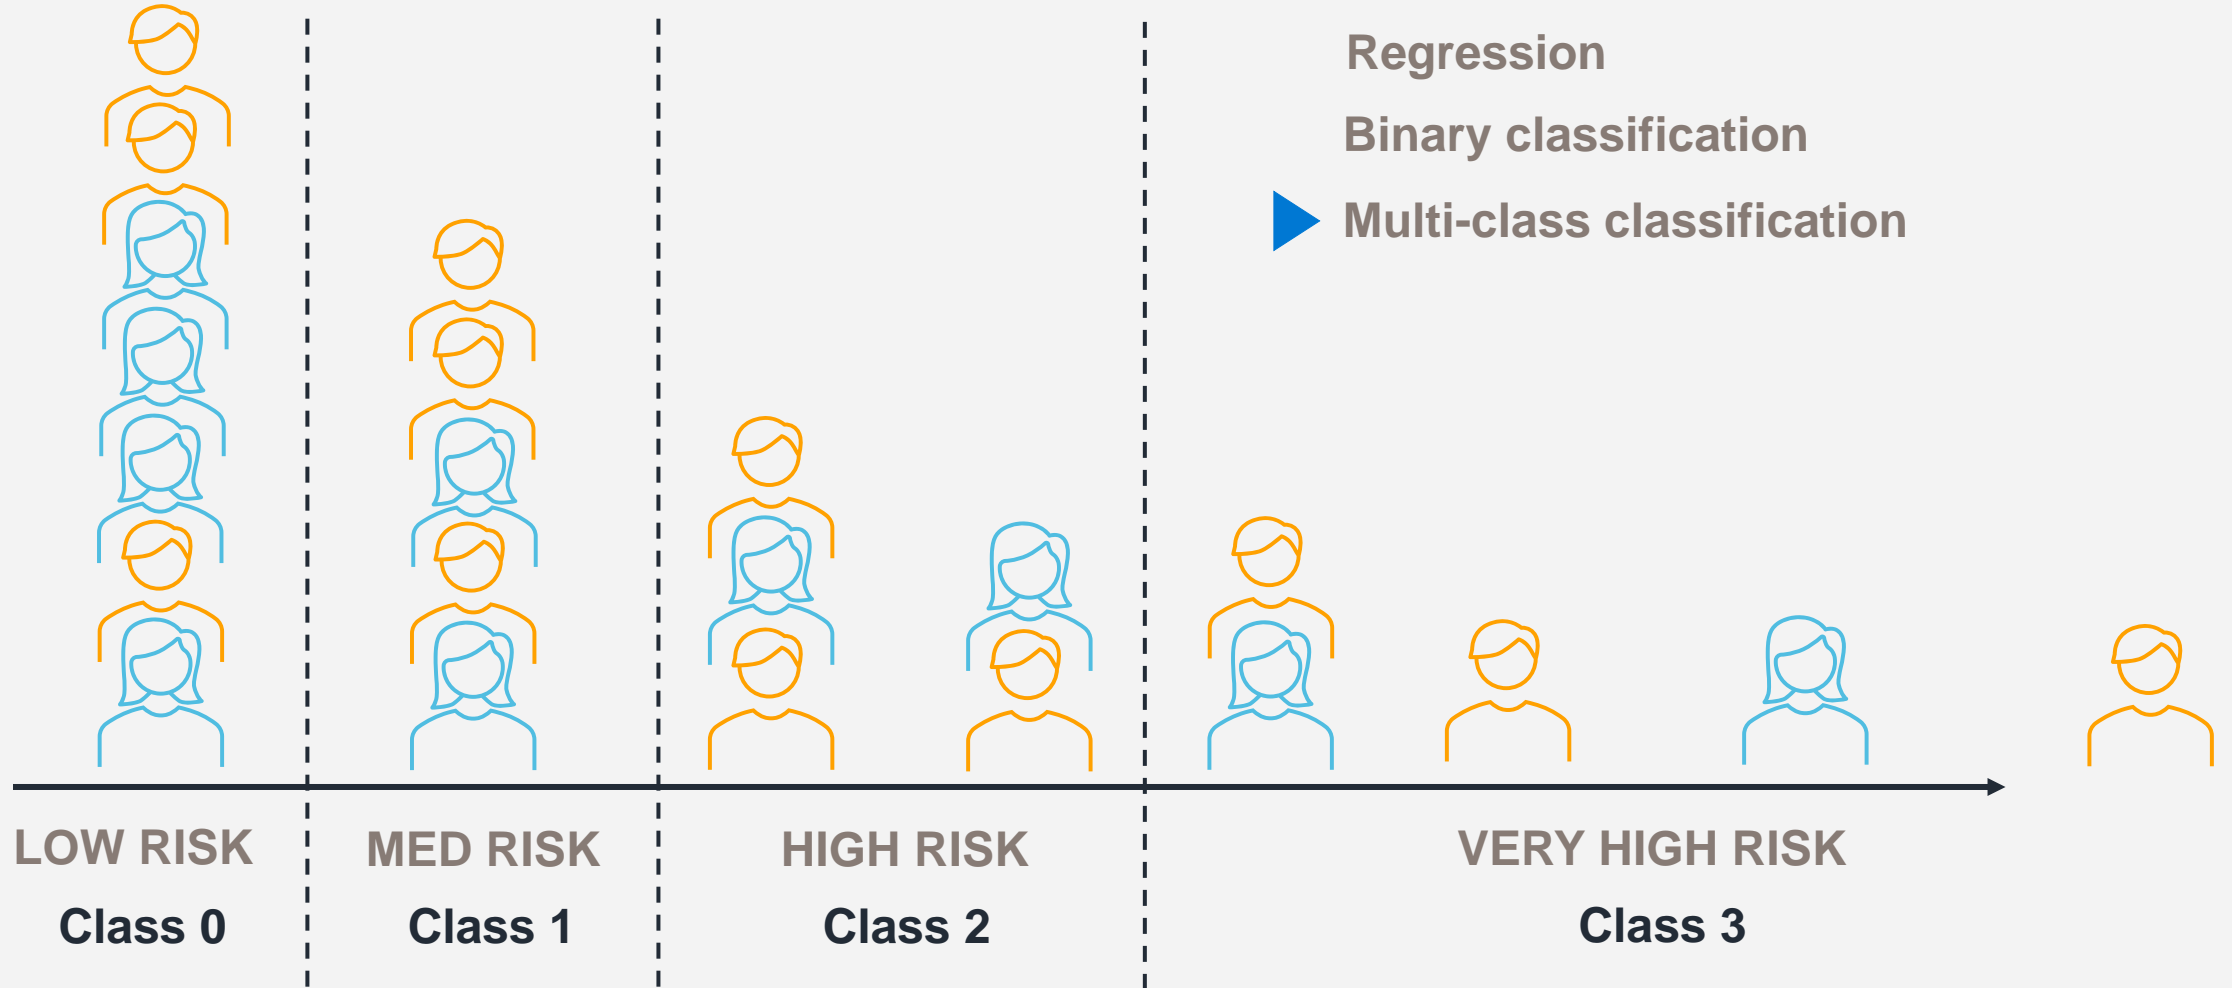 Regression
Binary classification
Multi-class classification
LOW RISK
MED RISK
HIGH RISK
VERY HIGH RISK
Class 0
Class 1
Class 2
Class 3